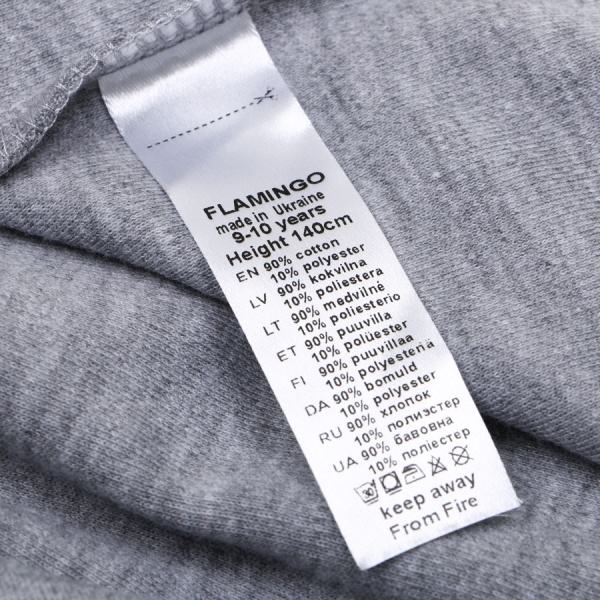 FLAMINGO
made in Ukraine
9-10 years
Height 140cm
EN 90% cotton
10% polyester
LV 90% kokvilna
10% poliestera
LT 90% medvilnė
10% poliesterio
ET 90% puuvilla
10% polüester
FI 90% puuvillaa
10% polyesteriä
DA 90% bomuld
10% polyester
RU 90% хлопок
10% полиэстер
UA 90% бавовна
10% поліестер
30
keep away
From Fire